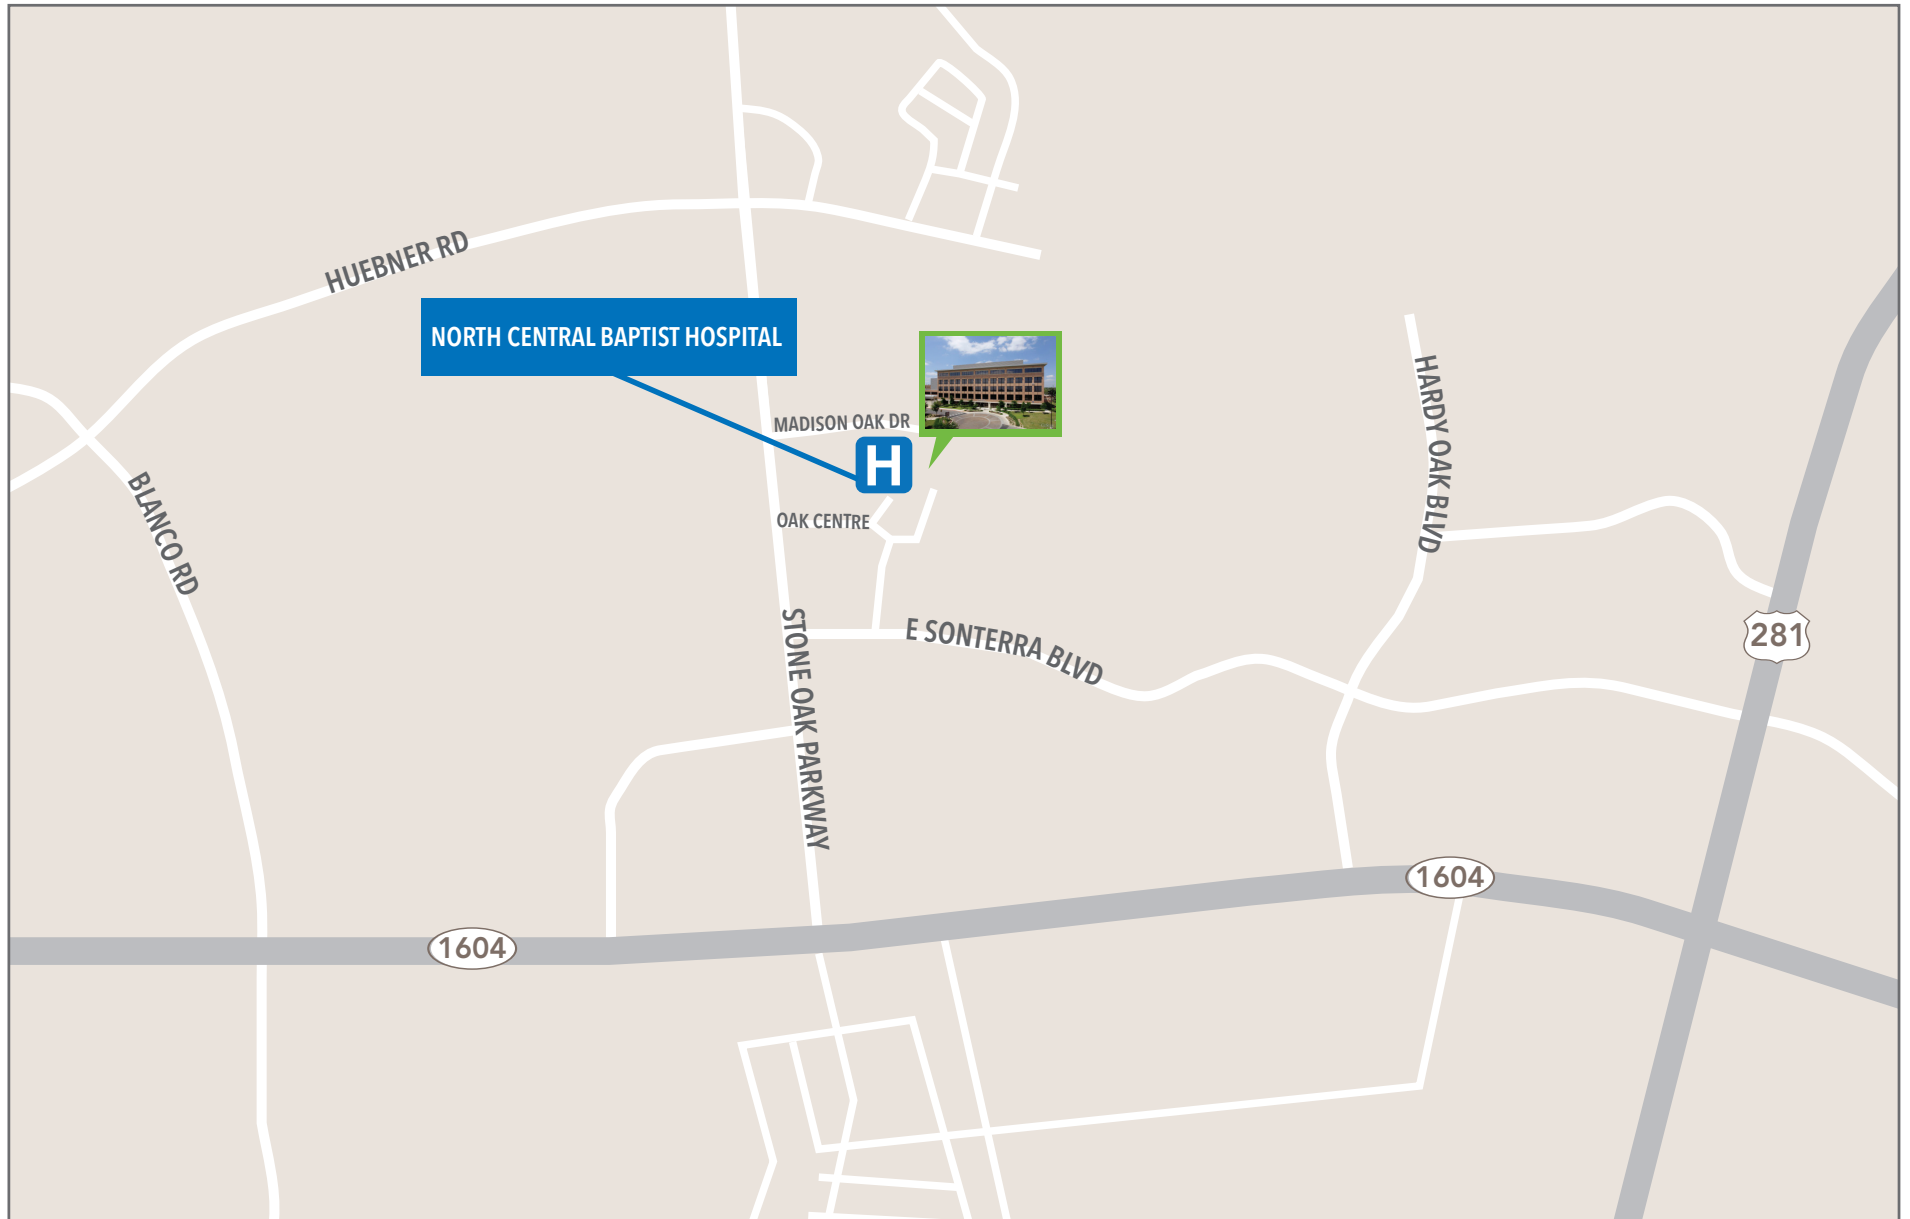 HUEBNER RD
NORTH CENTRAL BAPTIST HOSPITAL
MADISON OAK DR
H
HARDY OAK BLVD
BLANCO RD
OAK CENTRE
STONE OAK PARKWAY
E SONTERRA BLVD
281
1604
1604